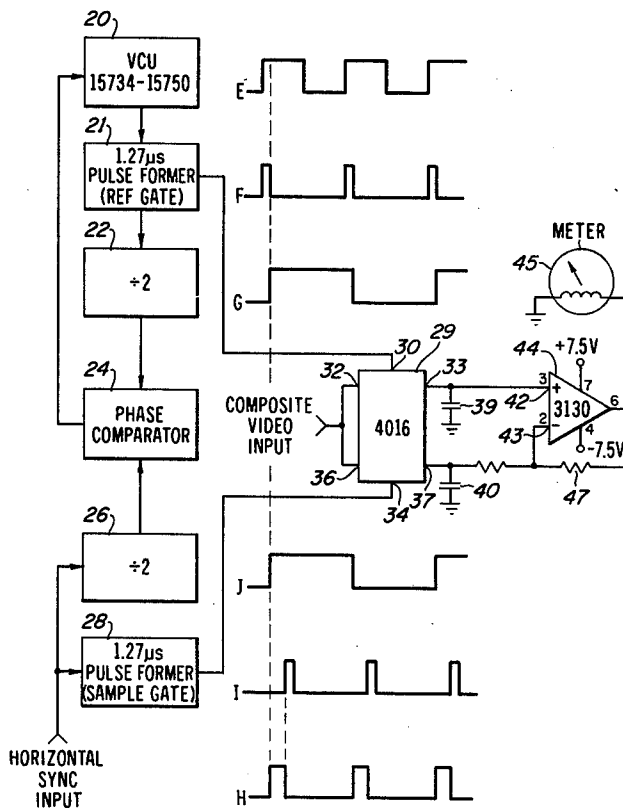 20
VCU
15734-15750
21
1.27µs
PULSE FORMER
(REF GATE)
22
÷2
24
PHASE
COMPARATOR
26
÷2
28
1.27µs
PULSE FORMER
(SAMPLE GATE)
HORIZONTAL
SYNC
INPUT
E
F
G
COMPOSITE
VIDEO
INPUT
30
29
32
33
4016
36
37
34
39
40
METER
45
+7.5V
44
3
+
7
42
3130
6
2
-
4
43
-7.5V
47
J
I
H